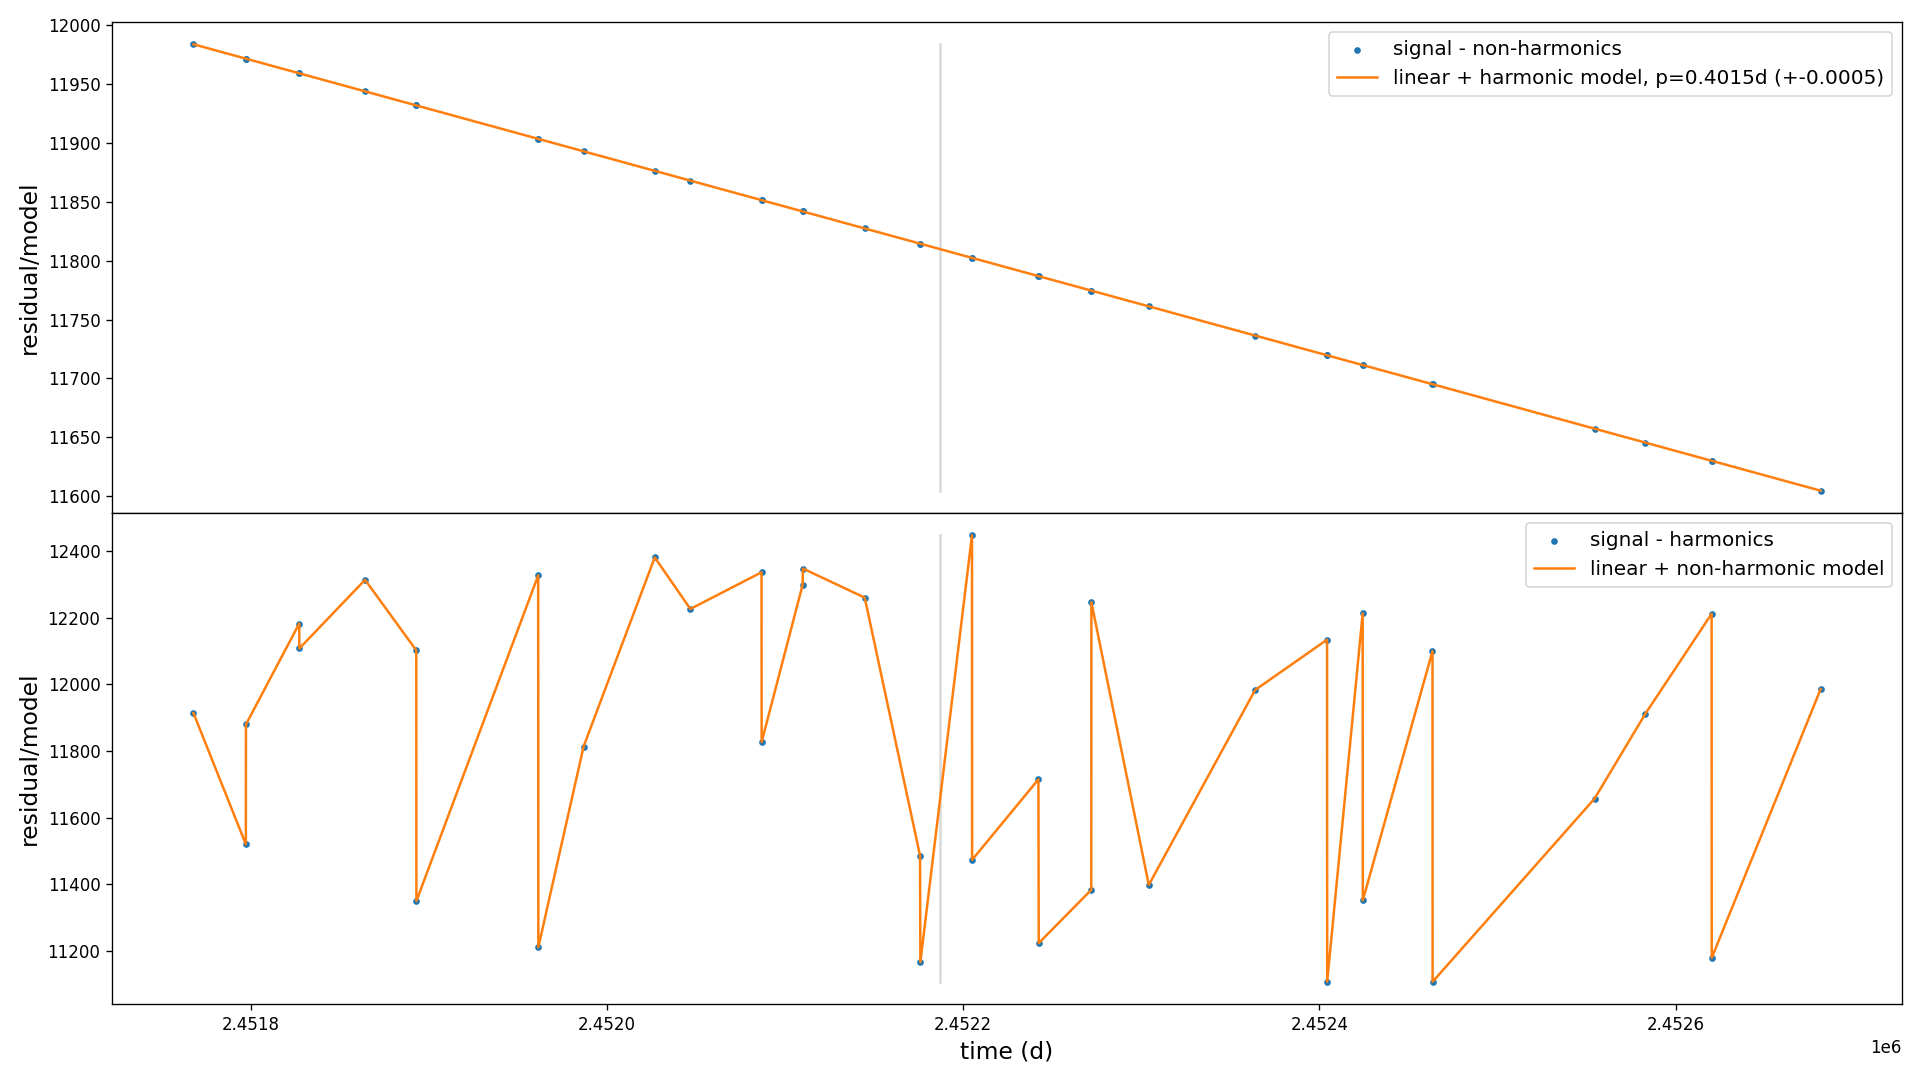 12000
11950
11900
11850
11800
11750
11700
11650
11600
residual/model
signal - non-harmonics
linear + harmonic model, p=0.4015d (+-0.0005)
12400
12200
12000
11800
11600
11400
11200
residual/model
signal - harmonics
linear + non-harmonic model
2.4518 2.4520 2.4522 2.4524 2.4526
time (d)
1e6